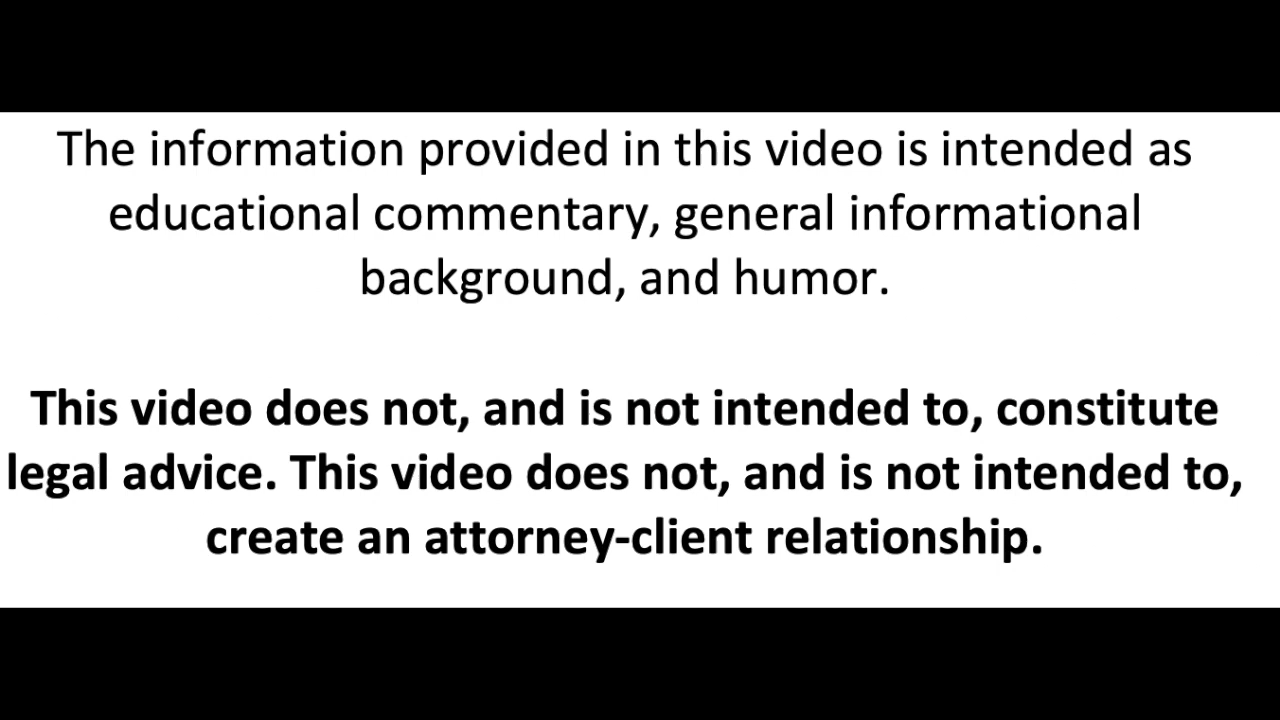 The information provided in this video is intended as
educational commentary, general informational
background, and humor.
This video does not, and is not intended to, constitute
legal advice. This video does not, and is not intended to,
create an attorney-client relationship.